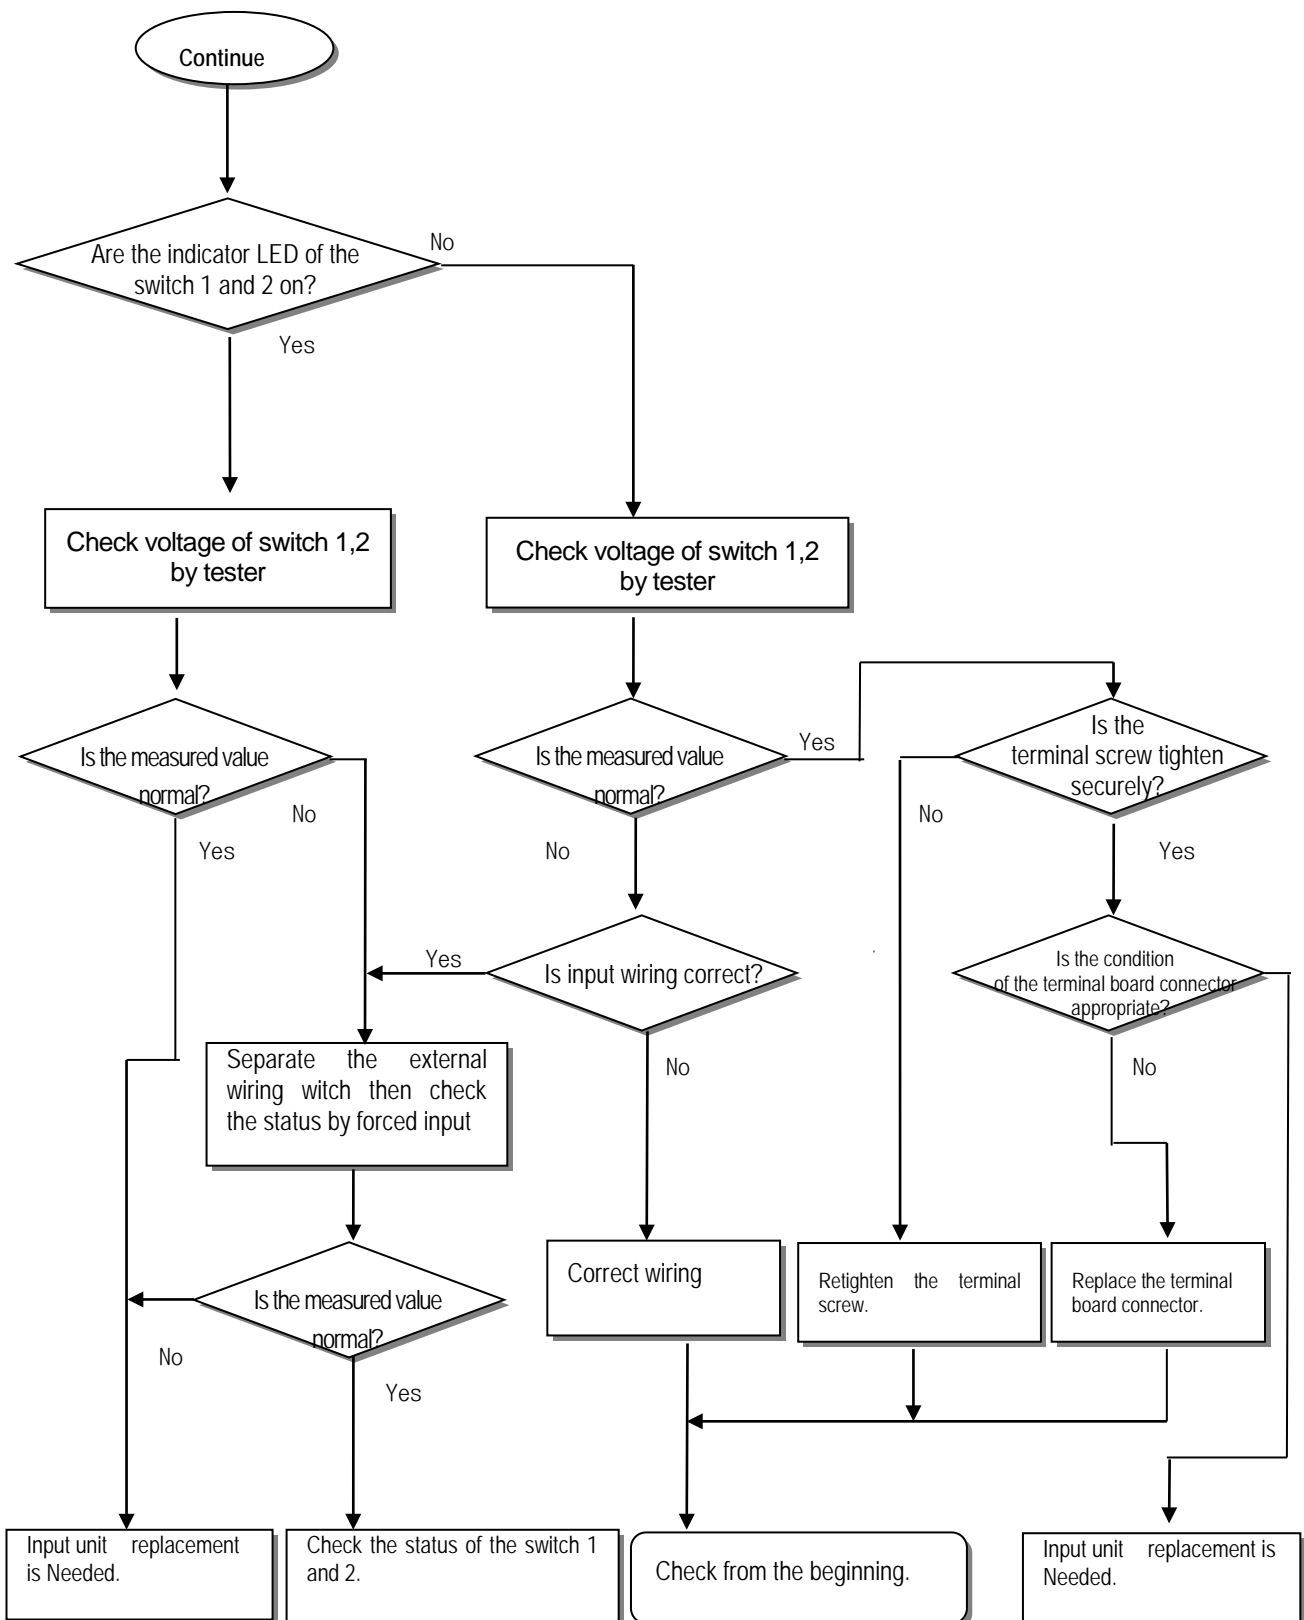 Continue
Are the indicator LED of the
switch 1 and 2 on?
No
Yes
Check voltage of switch 1,2
by tester
Check voltage of switch 1,2
by tester
Is the measured value
normal?
No
Yes
Is the measured value
normal?
Yes
No
Is the
terminal screw tighten
securely?
No
Yes
Is input wiring correct?
Yes
No
Is the condition
of the terminal board connector
appropriate?
No
Separate the external
wiring witch then check
the status by forced input
Is the measured value
normal?
No
Yes
Correct wiring
Retighten the terminal
screw.
Replace the terminal
board connector.
Input unit replacement
is Needed.
Check the status of the switch 1
and 2.
Check from the beginning.
Input unit replacement is
Needed.